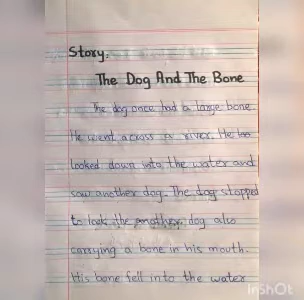 Story:
The Dog And The Bone
The dog once had a large bone.
He went across a river. He
looked down into the water and
saw another dog. The dog stopped
to look the another dog also
carrying a bone in his mouth.
His bone fell into the water
InShOt